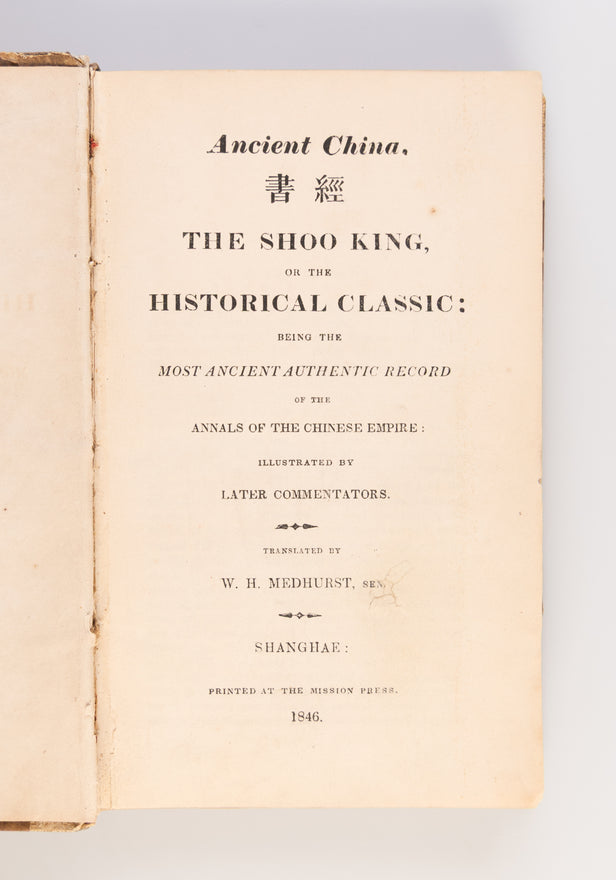 Ancient China.
書 經
THE SHOO KING,
OR THE
HISTORICAL CLASSIC:
BEING THE
MOST ANCIENT AUTHENTIC RECORD
OF THE
ANNALS OF THE CHINESE EMPIRE:
ILLUSTRATED BY
LATER COMMENTATORS.
TRANSLATED BY
W. H. MEDHURST, SEN.
SHANGHAE:
PRINTED AT THE MISSION PRESS.
1846.